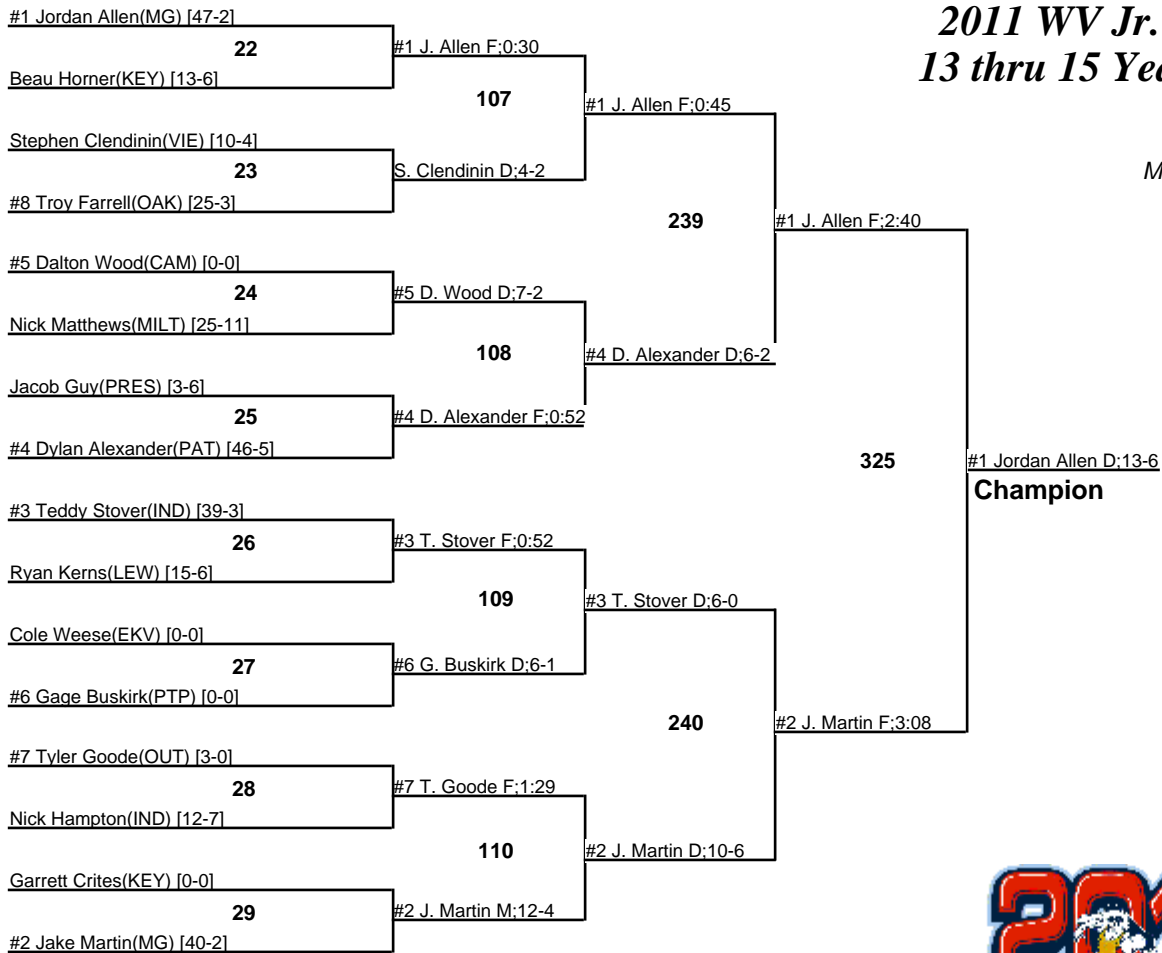 2011 WV Jr.
13 thru 15 Yea
M
#1 Jordan Allen(MG) [47-2]
22
Beau Horner(KEY) [13-6]
#1 J. Allen F;0:30
107
Stephen Clendinin(VIE) [10-4]
23
#8 Troy Farrell(OAK) [25-3]
S. Clendinin D;4-2
#1 J. Allen F;0:45
239
#5 Dalton Wood(CAM) [0-0]
24
Nick Matthews(MILT) [25-11]
#5 D. Wood D;7-2
108
Jacob Guy(PRES) [3-6]
25
#4 Dylan Alexander(PAT) [46-5]
#4 D. Alexander F;0:52
#4 D. Alexander D;6-2
#1 J. Allen F;2:40
325
#1 Jordan Allen D;13-6
Champion
#3 Teddy Stover(IND) [39-3]
26
Ryan Kerns(LEW) [15-6]
#3 T. Stover F;0:52
109
Cole Weese(EKV) [0-0]
27
#6 Gage Buskirk(PTP) [0-0]
#6 G. Buskirk D;6-1
#3 T. Stover D;6-0
240
#2 J. Martin F;3:08
#7 Tyler Goode(OUT) [3-0]
28
Nick Hampton(IND) [12-7]
#7 T. Goode F;1:29
110
Garrett Crites(KEY) [0-0]
29
#2 Jake Martin(MG) [40-2]
#2 J. Martin M;12-4
#2 J. Martin D;10-6
201